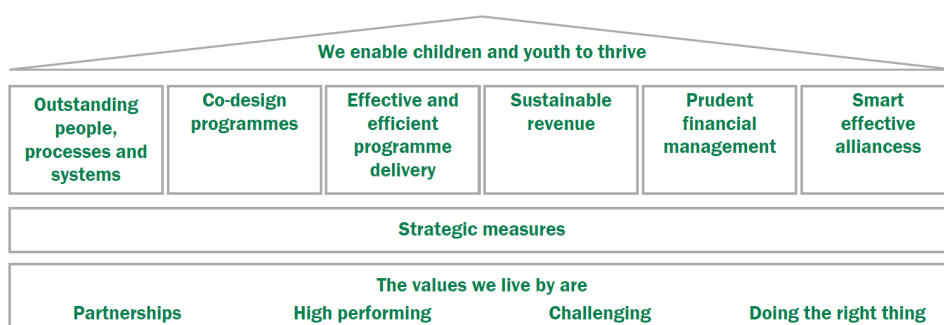 We enable children and youth to thrive
Outstanding
people,
processes and
systems
Co-design
programmes
Effective and
efficient
programme
delivery
Sustainable
revenue
Prudent
financial
management
Smart
effective
alliancess
Strategic measures
The values we live by are
Partnerships High performing Challenging Doing the right thing